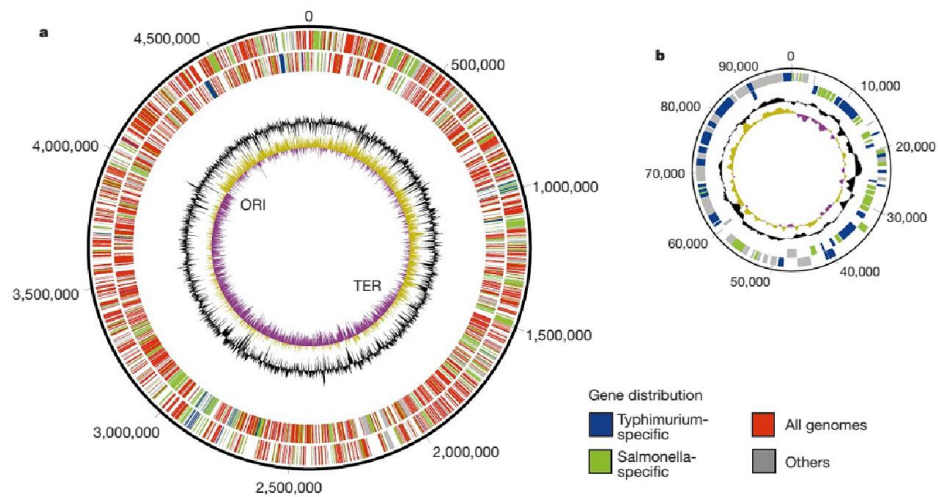 a
0
500,000
1,000,000
1,500,000
2,000,000
2,500,000
3,000,000
3,500,000
4,000,000
4,500,000
ORI
TER
b
0
10,000
20,000
30,000
40,000
50,000
60,000
70,000
80,000
90,000
Gene distribution
Typhimurium-
specific
Salmonella-
specific
All genomes
Others